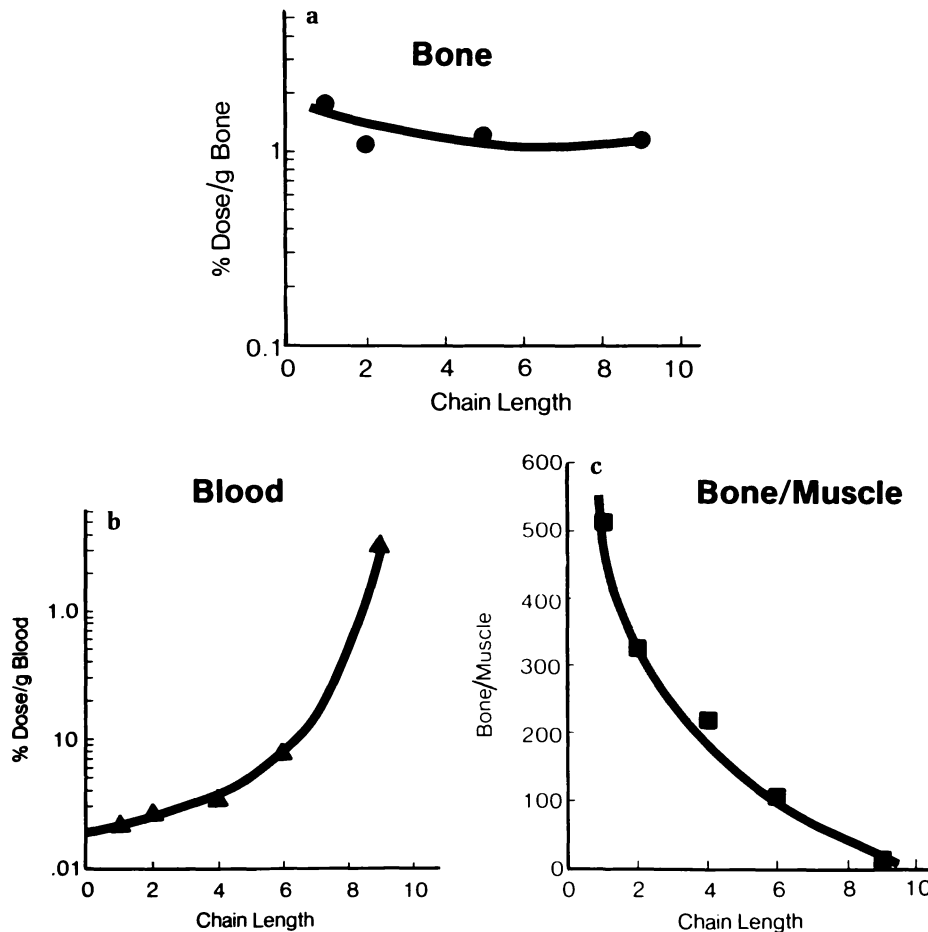 a
Bone
% Dose/g Bone
1
0.1
0 2 4 6 8 10
Chain Length
Blood
b
% Dose/g Blood
1.0
10
.01
0 2 4 6 8 10
Chain Length
c
Bone/Muscle
Bone/Muscle
600
500
400
300
200
100
0
0 2 4 6 8 10
Chain Length